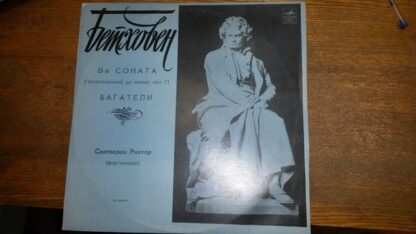 Бетховен
8-я СОНАТА
(Патетическая) до минор, соч. 13
БАГАТЕЛИ
Святослав Рихтер
(фортепиано)